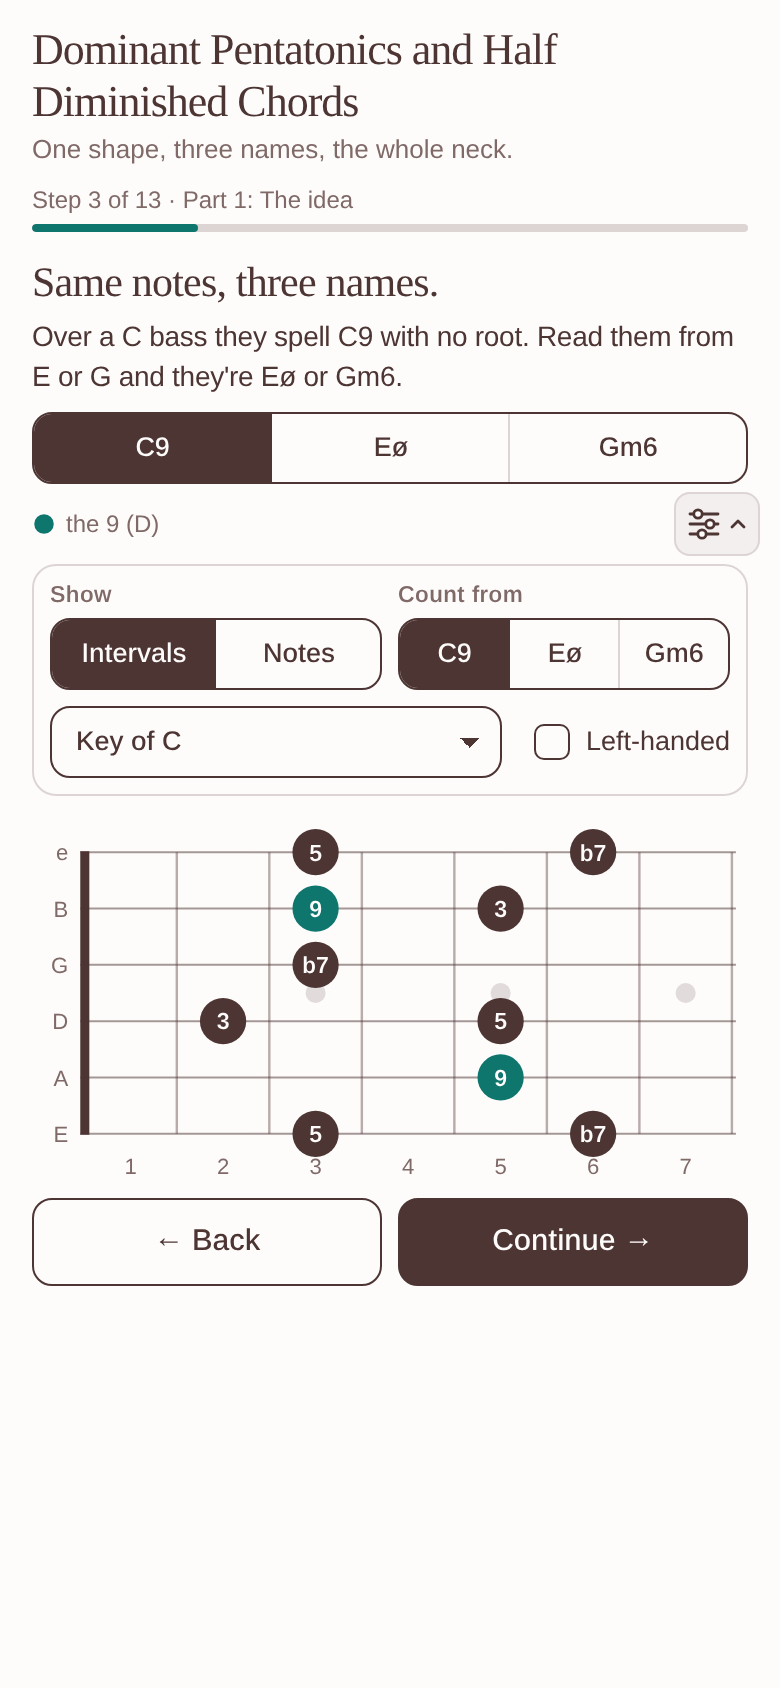 Dominant Pentatonics and Half
Diminished Chords
One shape, three names, the whole neck.
Step 3 of 13 · Part 1: The idea
Same notes, three names.
Over a C bass they spell C9 with no root. Read them from
E or G and they're Eø or Gm6.
C9 Eø Gm6
the 9 (D)
Show Count from
Intervals Notes C9 Eø Gm6
Key of C Left-handed
e 5 b7
B 9 3
G b7
D 3 5
A 9
E 5 b7
1 2 3 4 5 6 7
← Back Continue →